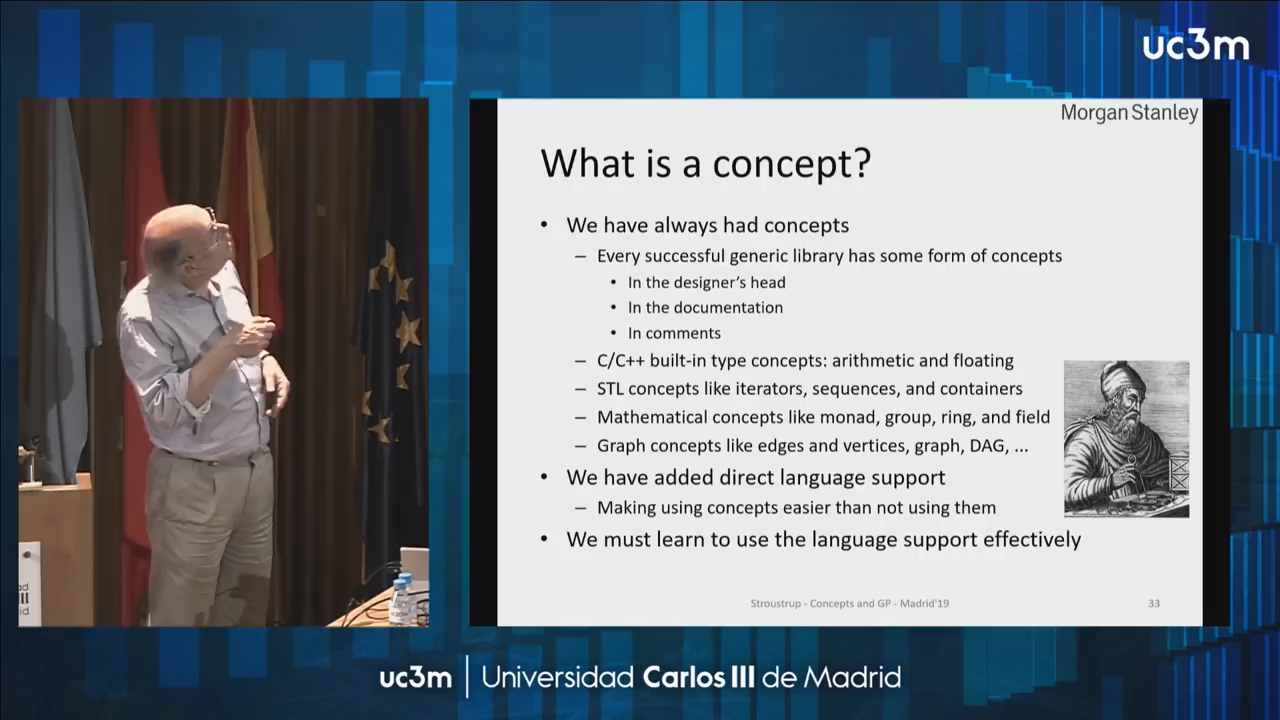 uc3m
Morgan Stanley
What is a concept?
• We have always had concepts
– Every successful generic library has some form of concepts
• In the designer's head
• In the documentation
• In comments
– C/C++ built-in type concepts: arithmetic and floating
– STL concepts like iterators, sequences, and containers
– Mathematical concepts like monad, group, ring, and field
– Graph concepts like edges and vertices, graph, DAG, ...
• We have added direct language support
– Making using concepts easier than not using them
• We must learn to use the language support effectively
Stroustrup - Concepts and GP - Madrid'19
33
uc3m | Universidad Carlos III de Madrid